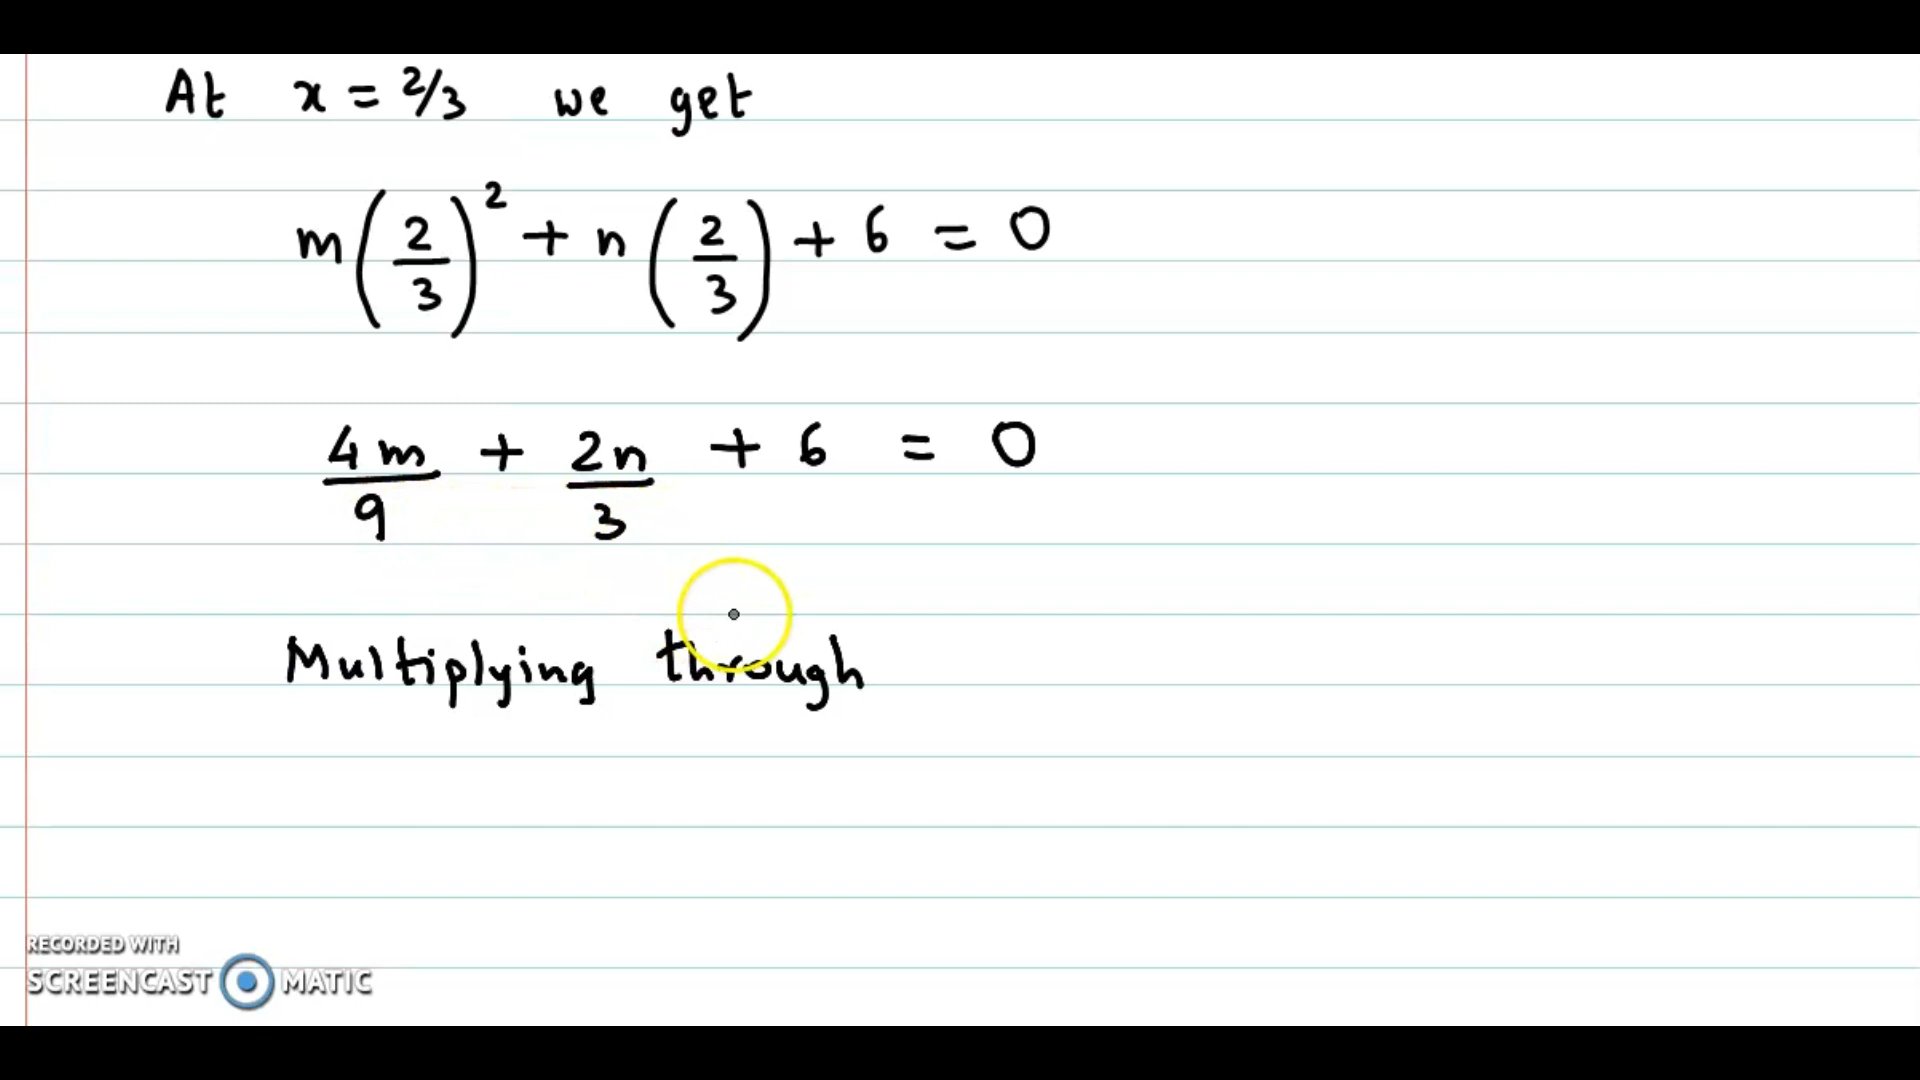 At x = 2/3 we get
m(2/3)² + n(2/3) + 6 = 0
4m/9 + 2n/3 + 6 = 0
Multiplying through
RECORDED WITH
SCREENCAST MATIC